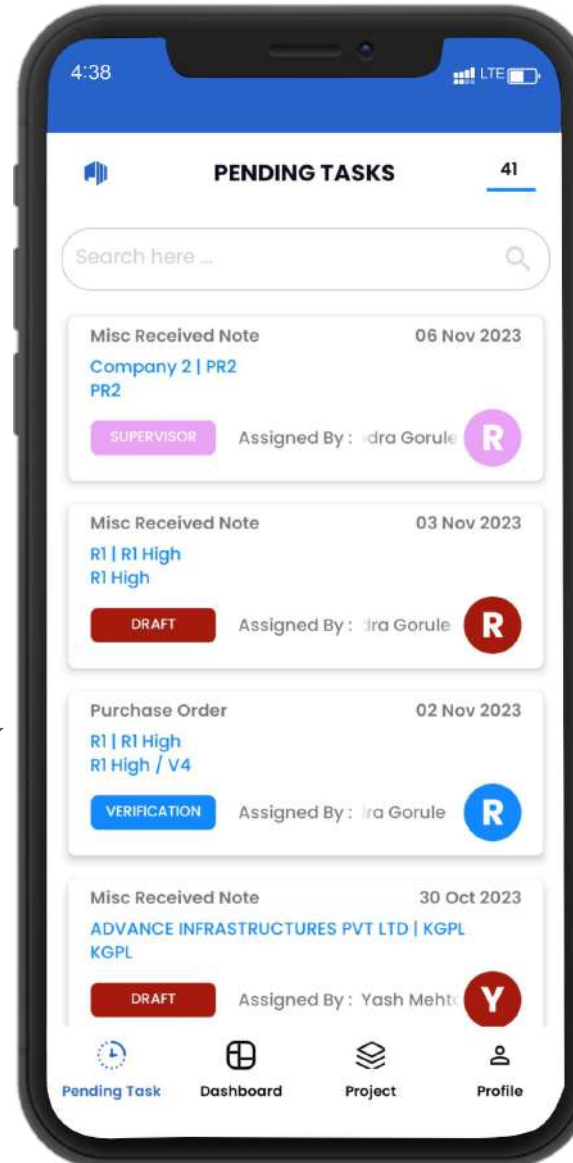 4:38 LTE
PENDING TASKS 41
Search here ...
Misc Received Note 06 Nov 2023
Company 2 | PR2
PR2
SUPERVISOR Assigned By : dra Gorule R
Misc Received Note 03 Nov 2023
R1 | R1 High
R1 High
DRAFT Assigned By : dra Gorule R
Purchase Order 02 Nov 2023
R1 | R1 High
R1 High / V4
VERIFICATION Assigned By : ra Gorule R
Misc Received Note 30 Oct 2023
ADVANCE INFRASTRUCTURES PVT LTD | KGPL
KGPL
DRAFT Assigned By : Yash Mehta Y
Pending Task Dashboard Project Profile